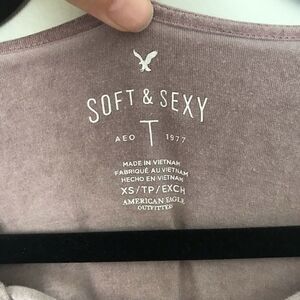 SOFT & SEXY
AEO T 1977
MADE IN VIETNAM
FABRIQUÉ AU VIETNAM
HECHO EN VIETNAM
XS/TP/EXCH
AMERICAN EAGLE
OUTFITTERS